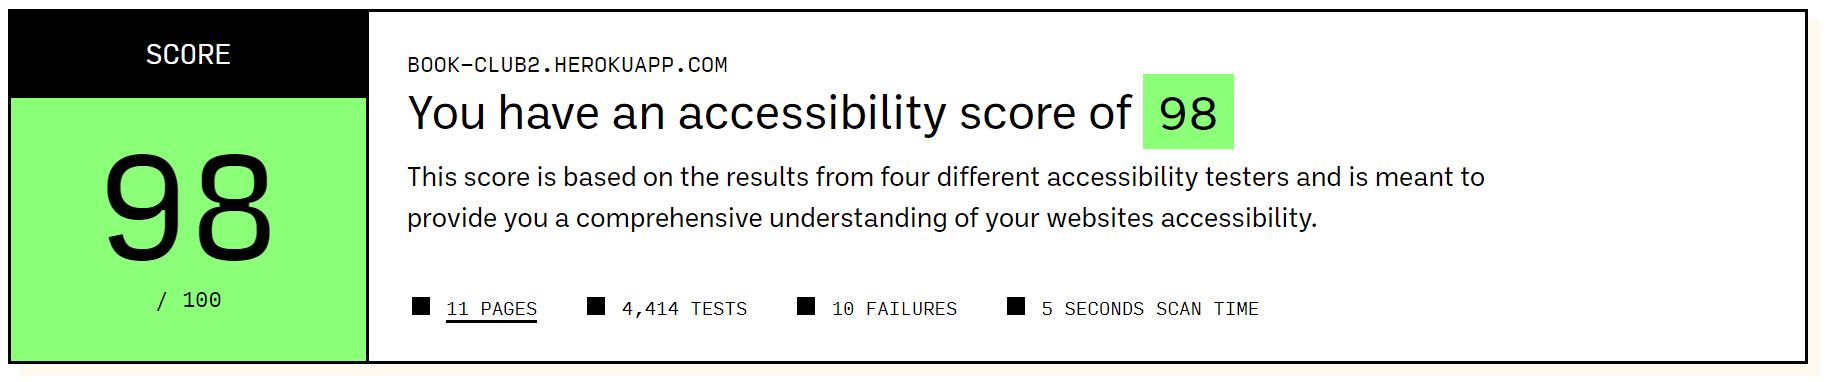 SCORE
98
/ 100
BOOK-CLUB2.HEROKUAPP.COM
You have an accessibility score of 98
This score is based on the results from four different accessibility testers and is meant to
provide you a comprehensive understanding of your websites accessibility.
11 PAGES 4,414 TESTS 10 FAILURES 5 SECONDS SCAN TIME